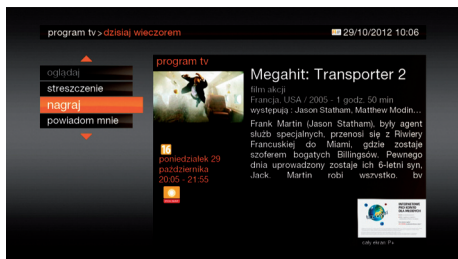 program tv > dzisiaj wieczorem
29/10/2012 10:06
oglądaj
streszczenie
nagraj
powiadom mnie
program tv
16
poniedziałek 29
października
20:05 - 21:55
Megahit: Transporter 2
film akcji
Francja, USA / 2005 - 1 godz. 50 min
występują : Jason Statham, Matthew Modin...
Frank Martin (Jason Statham), były agent
służb specjalnych, przenosi się z Riwiery
Francuskiej do Miami, gdzie zostaje
szoferem bogatych Billingsów. Pewnego
dnia uprowadzony zostaje ich 6-letni syn,
Jack. Martin robi wszystko, by
cały ekran: P+